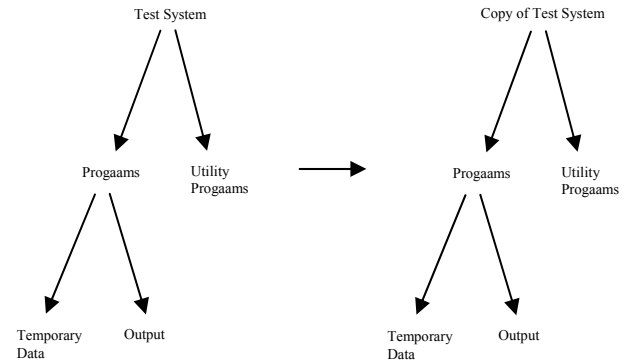 Test System
Copy of Test System
Progaams
Utility
Progaams
Progaams
Utility
Progaams
Temporary
Data
Output
Temporary
Data
Output